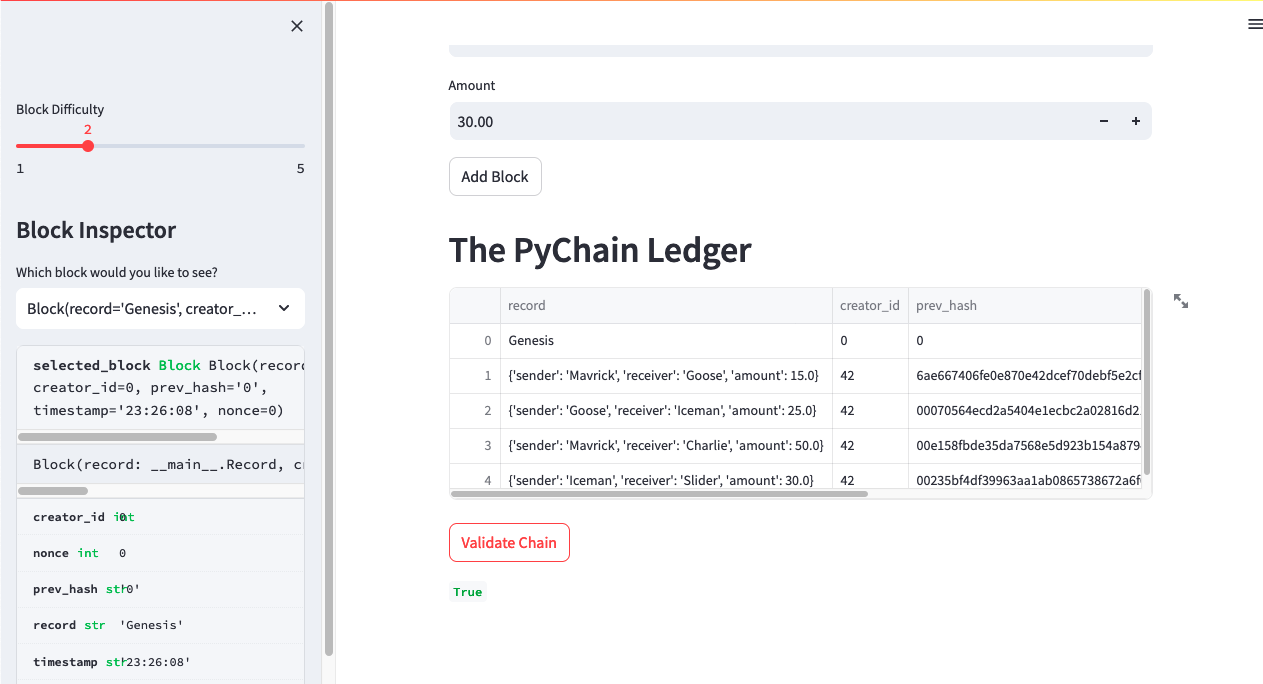 Block Difficulty
2
1 5
Block Inspector
Which block would you like to see?
Block(record='Genesis', creator_...
selected_block Block Block(record
creator_id=0, prev_hash='0',
timestamp='23:26:08', nonce=0)
Block(record: __main__.Record, cr
creator_id int 0
nonce int 0
prev_hash str '0'
record str 'Genesis'
timestamp str '23:26:08'
Amount
30.00 − +
Add Block
The PyChain Ledger
record creator_id prev_hash
0 Genesis 0 0
1 {'sender': 'Mavrick', 'receiver': 'Goose', 'amount': 15.0} 42 6ae667406fe0e870e42dcef70debf5e2cf
2 {'sender': 'Goose', 'receiver': 'Iceman', 'amount': 25.0} 42 00070564ecd2a5404e1ecbc2a02816d2
3 {'sender': 'Mavrick', 'receiver': 'Charlie', 'amount': 50.0} 42 00e158fbde35da7568e5d923b154a879
4 {'sender': 'Iceman', 'receiver': 'Slider', 'amount': 30.0} 42 00235bf4df39963aa1ab0865738672a6f
Validate Chain
True